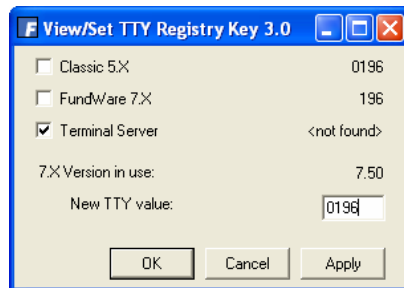 F View/Set TTY Registry Key 3.0
Classic 5.X 0196
FundWare 7.X 196
Terminal Server <not found>
7.X Version in use: 7.50
New TTY value: 0196
OK Cancel Apply